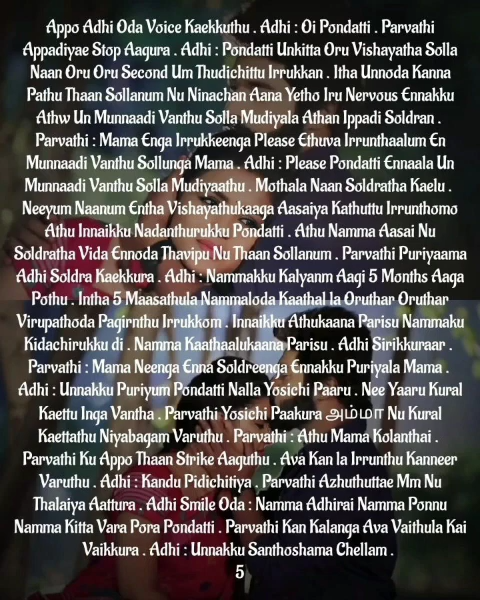 Appo Adhi Oda Voice Kaekkuthu . Adhi : Oi Pondatti . Parvathi
Appadiyae Stop Aagura . Adhi : Pondatti Unkitta Oru Vishayatha Solla
Naan Oru Oru Second Um Thudichittu Irrukkan . Itha Unnoda Kanna
Pathu Thaan Sollanum Nu Ninachan Aana Yetho Iru Nervous Ennakku
Athw Un Munnaadi Vanthu Solla Mudiyala Athan Ippadi Soldran .
Parvathi : Mama Enga Irrukkeenga Please Ethuva Irrunthaalum En
Munnaadi Vanthu Sollunga Mama . Adhi : Please Pondatti Ennaala Un
Munnaadi Vanthu Solla Mudiyaathu . Mothala Naan Soldratha Kaelu .
Neeyum Naanum Entha Vishayathukaaga Aasaiya Kathuttu Irrunthomo
Athu Innaikku Nadanthurukku Pondatti . Athu Namma Aasai Nu
Soldratha Vida Ennoda Thavipu Nu Thaan Sollanum . Parvathi Puriyaama
Adhi Soldra Kaekkura . Adhi : Nammakku Kalyanm Aagi 5 Months Aaga
Pothu . Intha 5 Maasathula Nammaloda Kaathal la Oruthar Oruthar
Virupathoda Pagirnthu Irrukkom . Innaikku Athukaana Parisu Nammaku
Kidachirukku di . Namma Kaathaalukaana Parisu . Adhi Sirikkuraar .
Parvathi : Mama Neenga Enna Soldreenga Ennakku Puriyala Mama .
Adhi : Unnakku Puriyum Pondatti Nalla Yosichi Paaru . Nee Yaaru Kural
Kaettu Inga Vantha . Parvathi Yosichi Paakura அம்மா Nu Kural
Kaettathu Niyabagam Varuthu . Parvathi : Athu Mama Kolanthai .
Parvathi Ku Appo Thaan Strike Aaguthu . Ava Kan la Irrunthu Kanneer
Varuthu . Adhi : Kandu Pidichitiya . Parvathi Azhuthuttae Mm Nu
Thalaiya Aattura . Adhi Smile Oda : Namma Adhirai Namma Ponnu
Namma Kitta Vara Pora Pondatti . Parvathi Kan Kalanga Ava Vaithula Kai
Vaikkura . Adhi : Unnakku Santhoshama Chellam .
5